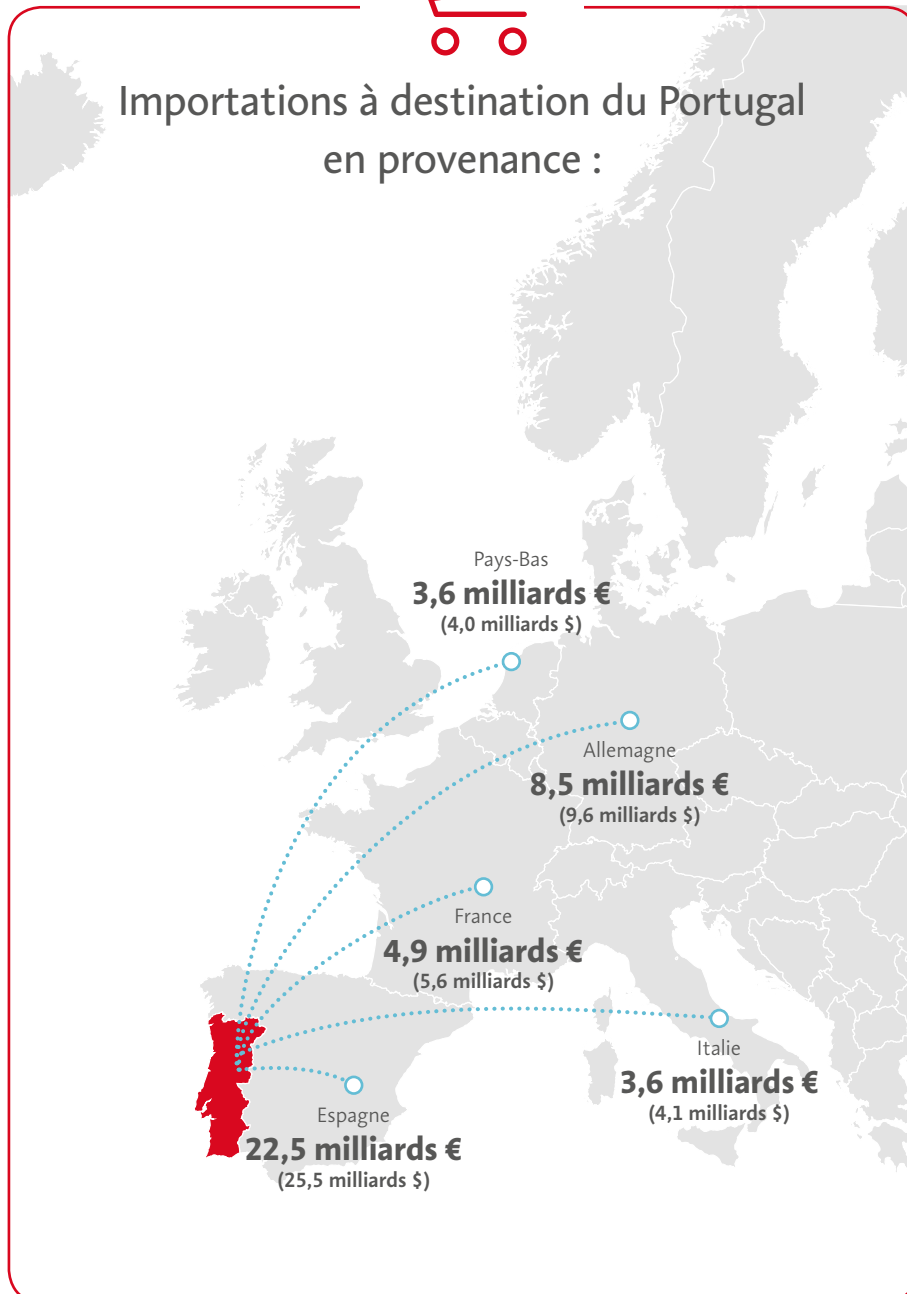 Importations à destination du Portugal
en provenance :
Pays-Bas
3,6 milliards €
(4,0 milliards $)
Allemagne
8,5 milliards €
(9,6 milliards $)
France
4,9 milliards €
(5,6 milliards $)
Italie
3,6 milliards €
(4,1 milliards $)
Espagne
22,5 milliards €
(25,5 milliards $)